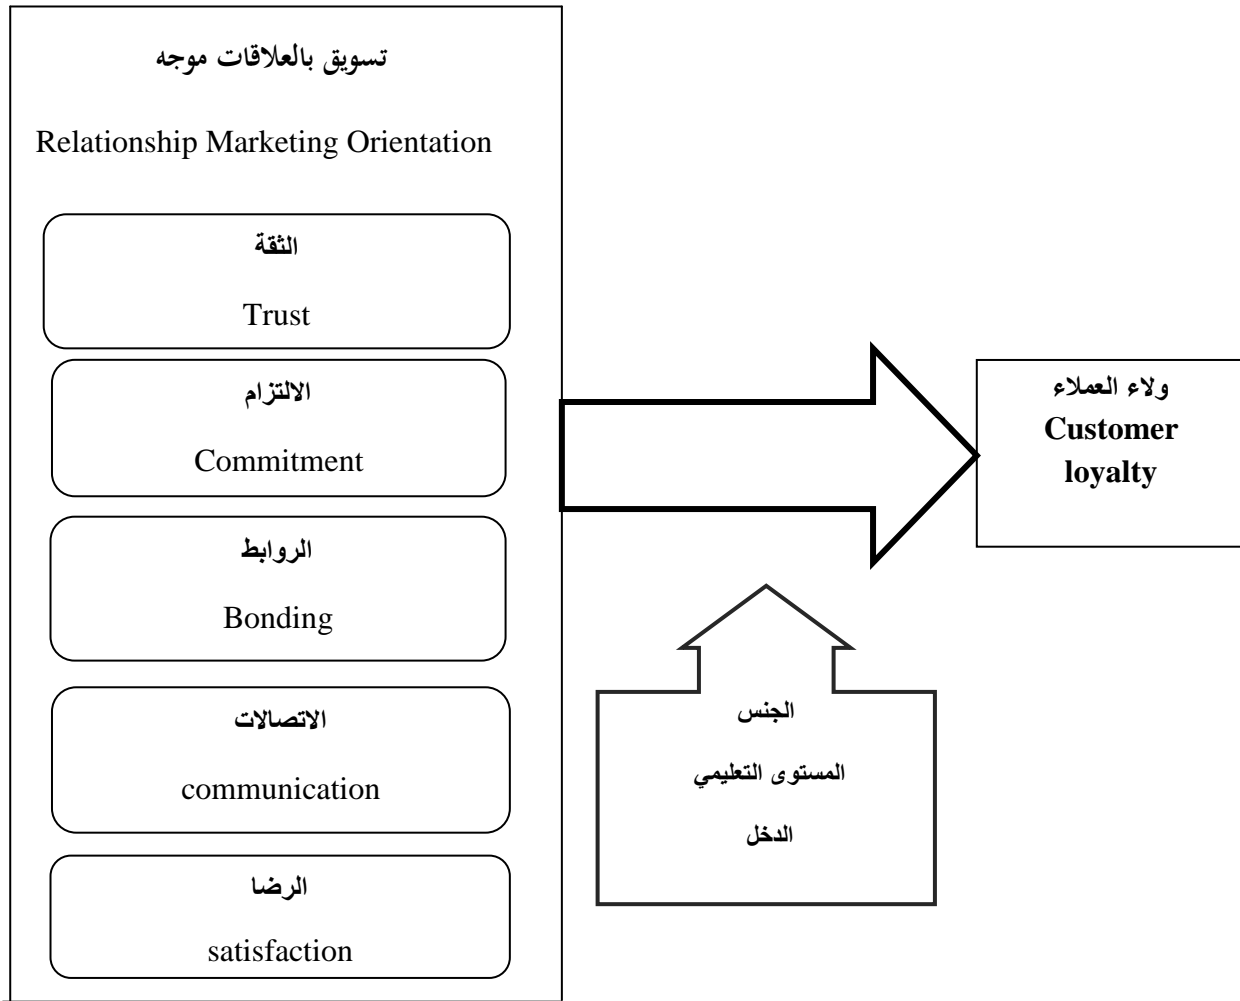 تسويق بالعلاقات موجه
Relationship Marketing Orientation
الثقة
Trust
الالتزام
Commitment
الروابط
Bonding
الاتصالات
communication
الرضا
satisfaction
ولاء العملاء
Customer
loyalty
الجنس
المستوى التعليمي
الدخل